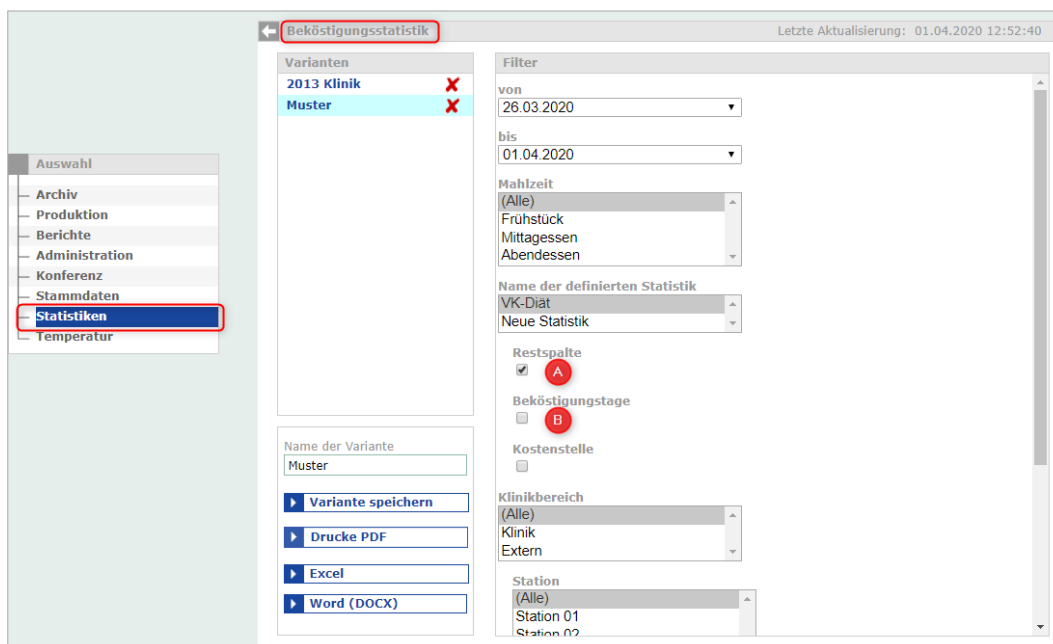 Beköstigungsstatistik
Letzte Aktualisierung: 01.04.2020 12:52:40
Auswahl
Archiv
Produktion
Berichte
Administration
Konferenz
Stammdaten
Statistiken
Temperatur
Varianten
2013 Klinik
Muster
Name der Variante
Muster
Variante speichern
Drucke PDF
Excel
Word (DOCX)
Filter
von
26.03.2020
bis
01.04.2020
Mahlzeit
(Alle)
Frühstück
Mittagessen
Abendessen
Name der definierten Statistik
VK-Diät
Neue Statistik
Restspalte
A
Beköstigungstage
B
Kostenstelle
Klinikbereich
(Alle)
Klinik
Extern
Station
(Alle)
Station 01
Station 02